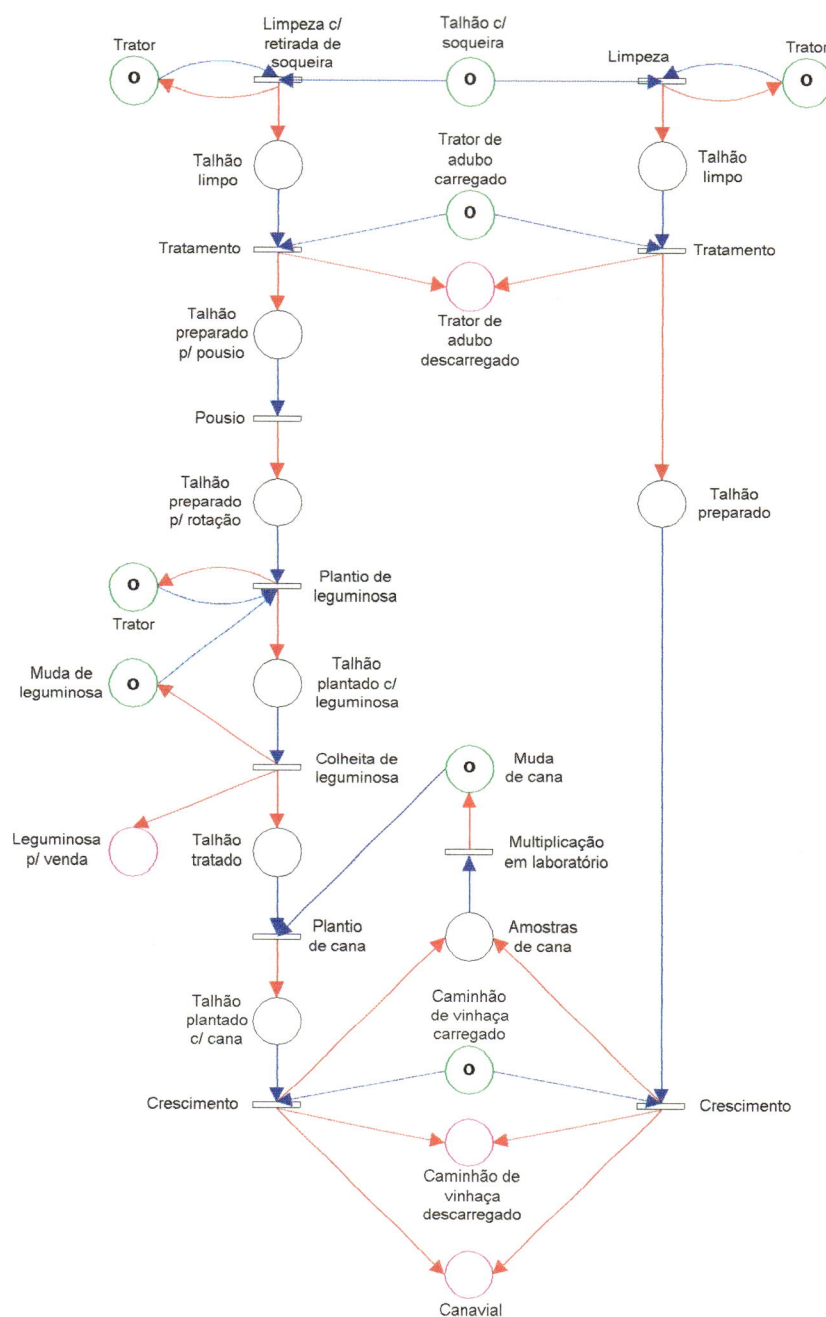 Trator
Limpeza c/
retirada de
soqueira
Talhão c/
soqueira
Limpeza
Trator
o
o
o
Talhão
limpo
Trator de
adubo
carregado
Talhão
limpo
o
Tratamento
Tratamento
Talhão
preparado
p/ pousio
Trator de
adubo
descarregado
Pousio
Talhão
preparado
p/ rotação
Talhão
preparado
o
Trator
Plantio de
leguminosa
Muda de
leguminosa
o
Talhão
plantado c/
leguminosa
Colheita de
leguminosa
o
Muda
de cana
Leguminosa
p/ venda
Talhão
tratado
Multiplicação
em laboratório
Plantio
de cana
Amostras
de cana
Talhão
plantado
c/ cana
Caminhão
de vinhaça
carregado
o
Crescimento
Crescimento
Caminhão de
vinhaça
descarregado
Canavial